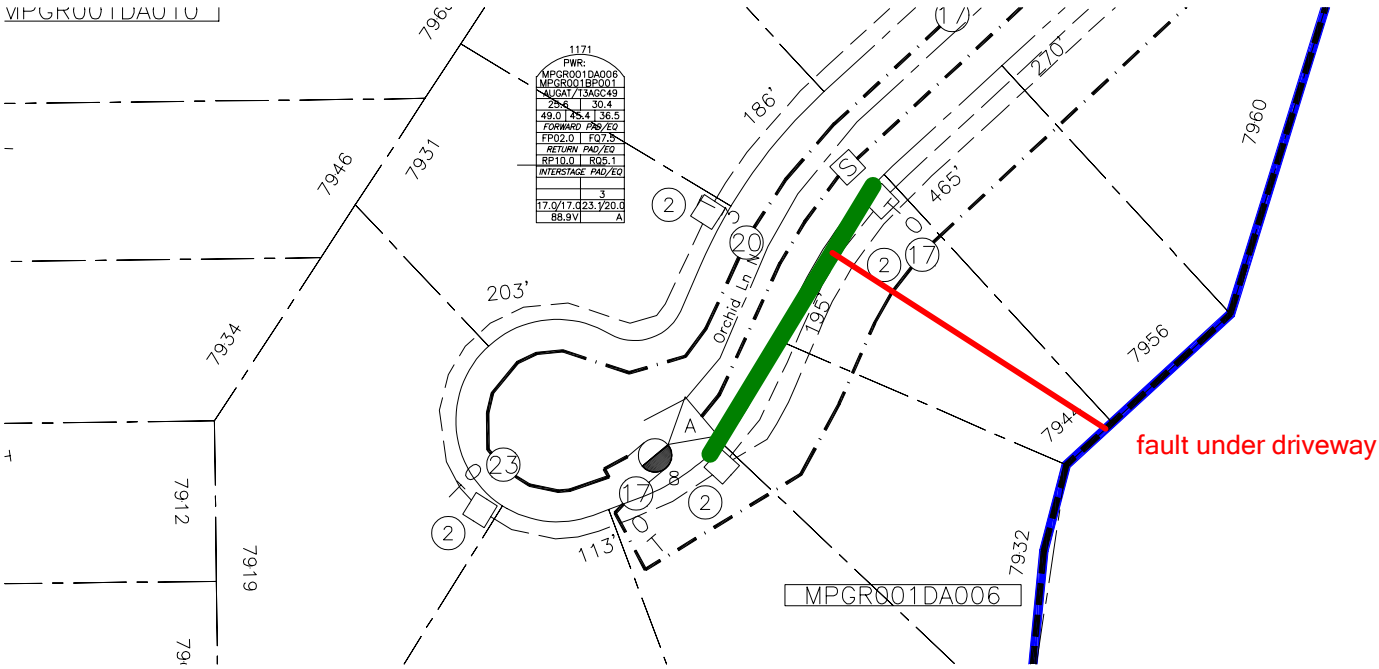 MPGR001DA010
1171
PWR:
MPGR001DA006
MPGR001BP001
AUGAT/T3AGC49
25.6 30.4
49.0 45.4 36.5
FORWARD PAD/EQ
FP02.0 FQ7.5
RETURN PAD/EQ
RP10.0 RQ5.1
INTERSTAGE PAD/EQ
3
17.0/17.0 23.1/20.0
88.9V A
17
270'
186'
7960
7946
7931
S
465'
2
20
T
O
2
17
Orchid Ln N
195'
203'
7934
7956
7944
fault under driveway
A
23
O
8
17
2
2
O
T
113'
7912
7919
7932
MPGR001DA006